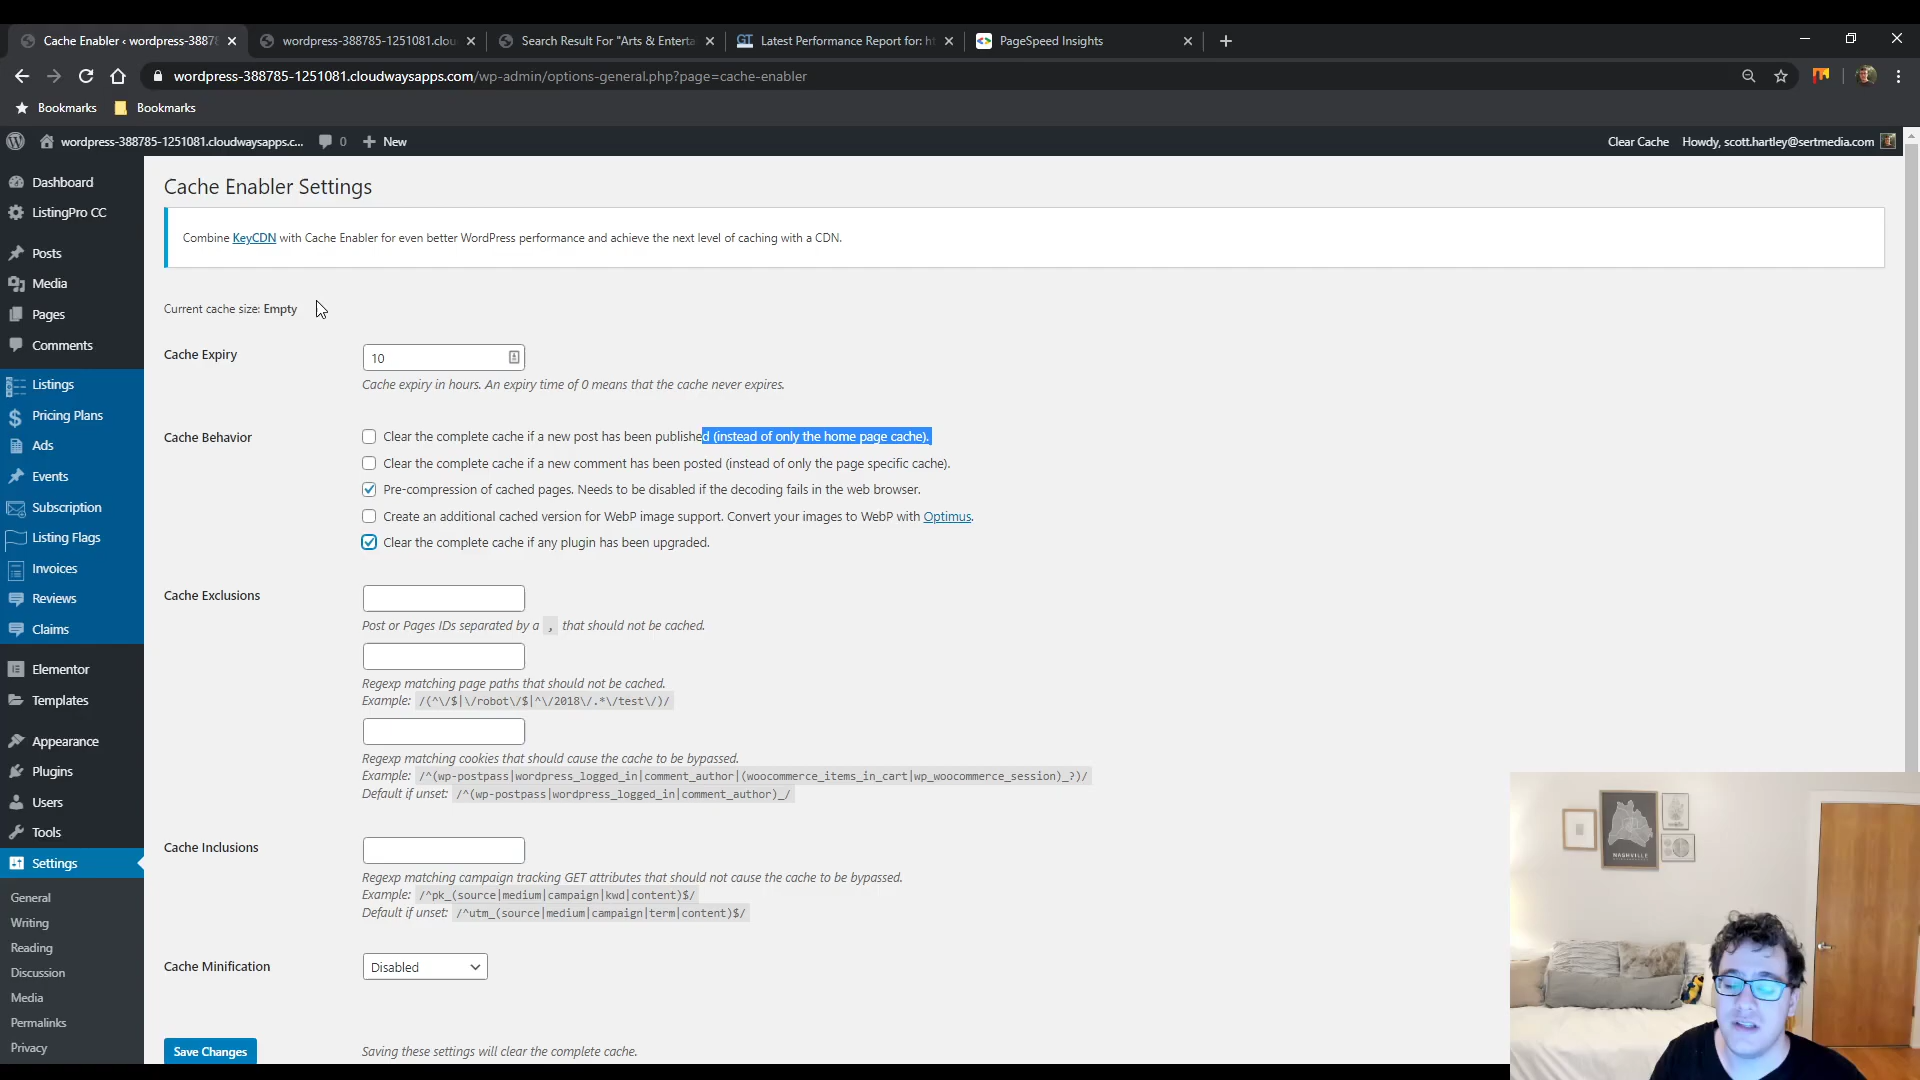 Cache Enabler ‹ wordpress-3887
wordpress-388785-1251081.clou
Search Result For "Arts & Enterta
Latest Performance Report for: ht
PageSpeed Insights
wordpress-388785-1251081.cloudwaysapps.com/wp-admin/options-general.php?page=cache-enabler
Bookmarks
Bookmarks
wordpress-388785-1251081.cloudwaysapps.c...
0
New
Clear Cache
Howdy, scott.hartley@sertmedia.com
Dashboard
ListingPro CC
Posts
Media
Pages
Comments
Listings
Pricing Plans
Ads
Events
Subscription
Listing Flags
Invoices
Reviews
Claims
Elementor
Templates
Appearance
Plugins
Users
Tools
Settings
General
Writing
Reading
Discussion
Media
Permalinks
Privacy
Cache Enabler Settings
Combine KeyCDN with Cache Enabler for even better WordPress performance and achieve the next level of caching with a CDN.
Current cache size: Empty
Cache Expiry
10
Cache expiry in hours. An expiry time of 0 means that the cache never expires.
Cache Behavior
Clear the complete cache if a new post has been published (instead of only the home page cache).
Clear the complete cache if a new comment has been posted (instead of only the page specific cache).
Pre-compression of cached pages. Needs to be disabled if the decoding fails in the web browser.
Create an additional cached version for WebP image support. Convert your images to WebP with Optimus.
Clear the complete cache if any plugin has been upgraded.
Cache Exclusions
Post or Pages IDs separated by a , that should not be cached.
Regexp matching page paths that should not be cached.
Example: /(^\/$|\/robot\/$|^\/2018\/.*\/test\/)/
Regexp matching cookies that should cause the cache to be bypassed.
Example: /^(wp-postpass|wordpress_logged_in|comment_author|(woocommerce_items_in_cart|wp_woocommerce_session)_?)/
Default if unset: /^(wp-postpass|wordpress_logged_in|comment_author)_/
Cache Inclusions
Regexp matching campaign tracking GET attributes that should not cause the cache to be bypassed.
Example: /^pk_(source|medium|campaign|kwd|content)$/
Default if unset: /^utm_(source|medium|campaign|term|content)$/
Cache Minification
Disabled
Save Changes
Saving these settings will clear the complete cache.
NASHVILLE